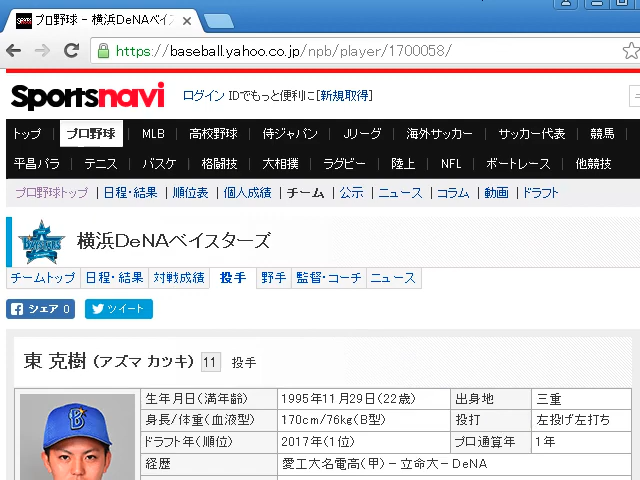 プロ野球 - 横浜DeNAベイス
https://baseball.yahoo.co.jp/npb/player/1700058/
Sportsnavi ログイン IDでもっと便利に[新規取得]
トップ プロ野球 MLB 高校野球 侍ジャパン Jリーグ 海外サッカー サッカー代表 競馬
平昌パラ テニス バスケ 格闘技 大相撲 ラグビー 陸上 NFL ボートレース 他競技
プロ野球トップ | 日程・結果 | 順位表 | 個人成績 | チーム | 公示 | ニュース | コラム | 動画 | ドラフト
横浜DeNAベイスターズ
チームトップ 日程・結果 対戦成績 投手 野手 監督・コーチ ニュース
シェア 0 ツイート
東 克樹 (アズマ カツキ) 11 投手
生年月日(満年齢) 1995年11月29日(22歳) 出身地 三重
身長/体重(血液型) 170cm/76kg(B型) 投打 左投げ左打ち
ドラフト年(順位) 2017年(1位) プロ通算年 1年
経歴 愛工大名電高(甲) - 立命大 - DeNA